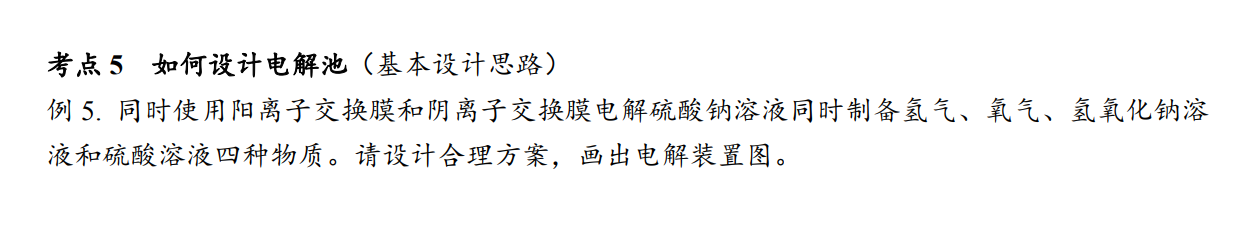 考点 5　如何设计电解池（基本设计思路）
例 5. 同时使用阳离子交换膜和阴离子交换膜电解硫酸钠溶液同时制备氢气、氧气、氢氧化钠溶
液和硫酸溶液四种物质。请设计合理方案，画出电解装置图。